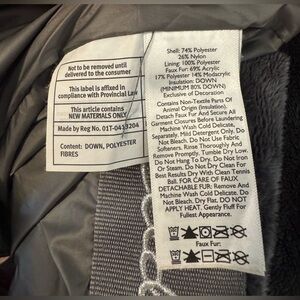 Not to be removed until
delivered to the consumer
This label is affixed in
compliance with Provincial Law
This article contains
NEW MATERIALS ONLY
Made by Reg No. 01T-0413204
Content: DOWN, POLYESTER
FIBRES
Shell: 74% Polyester
26% Nylon
Lining: 100% Polyester
Faux Fur: 69% Acrylic
17% Polyester 14% Modacrylic
Insulation: DOWN
(MINIMUM 80% DOWN)
Exclusive of Decoration
Contains Non-Textile Parts Of
Animal Origin (Insulation).
Detach Faux Fur And Secure All
Garment Closures Before Laundering
Machine Wash Cold Delicate,
Separately. Mild Detergent Only. Do
Not Bleach. Do Not Use Fabric
Softeners. Rinse Thoroughly And
Remove Promptly. Tumble Dry Low.
Do Not Hang To Dry. Do Not Iron
Or Steam. Do Not Dry Clean For
Best Results Dry With Clean Tennis
Ball. FOR CARE OF FAUX
DETACHABLE FUR: Remove And
Machine Wash Cold Delicate. Do
Not Bleach. Dry Flat. DO NOT
APPLY HEAT. Gently Fluff For
Fullest Appearance.
Faux Fur: